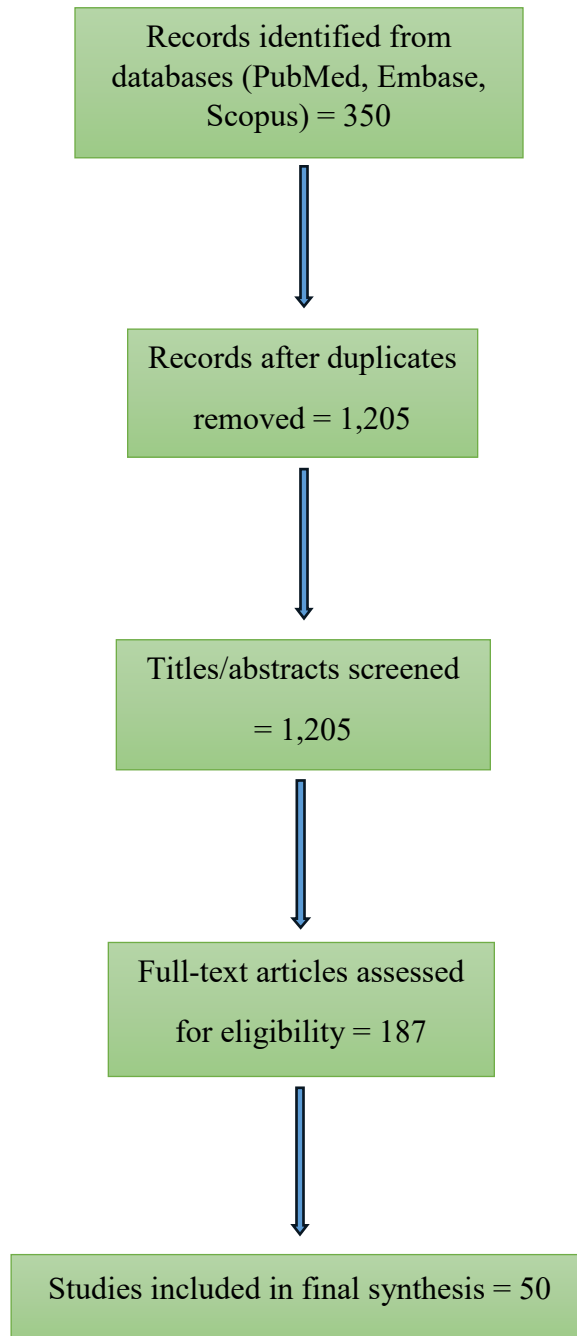 Records identified from
databases (PubMed, Embase,
Scopus) = 350
Records after duplicates
removed = 1,205
Titles/abstracts screened
= 1,205
Full-text articles assessed
for eligibility = 187
Studies included in final synthesis = 50